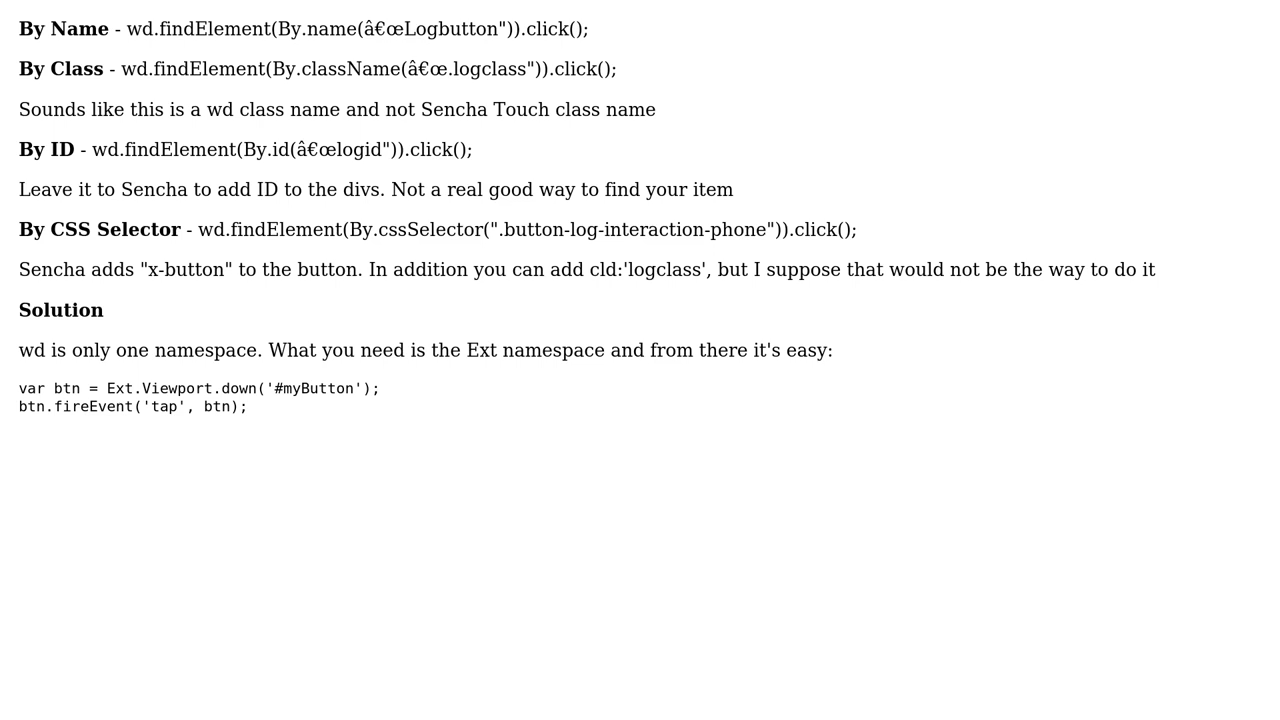 By Name - wd.findElement(By.name(â€œLogbutton")).click();
By Class - wd.findElement(By.className(â€œ.logclass")).click();
Sounds like this is a wd class name and not Sencha Touch class name
By ID - wd.findElement(By.id(â€œlogid")).click();
Leave it to Sencha to add ID to the divs. Not a real good way to find your item
By CSS Selector - wd.findElement(By.cssSelector(".button-log-interaction-phone")).click();
Sencha adds "x-button" to the button. In addition you can add cld:'logclass', but I suppose that would not be the way to do it
Solution
wd is only one namespace. What you need is the Ext namespace and from there it's easy:
var btn = Ext.Viewport.down('#myButton');
btn.fireEvent('tap', btn);